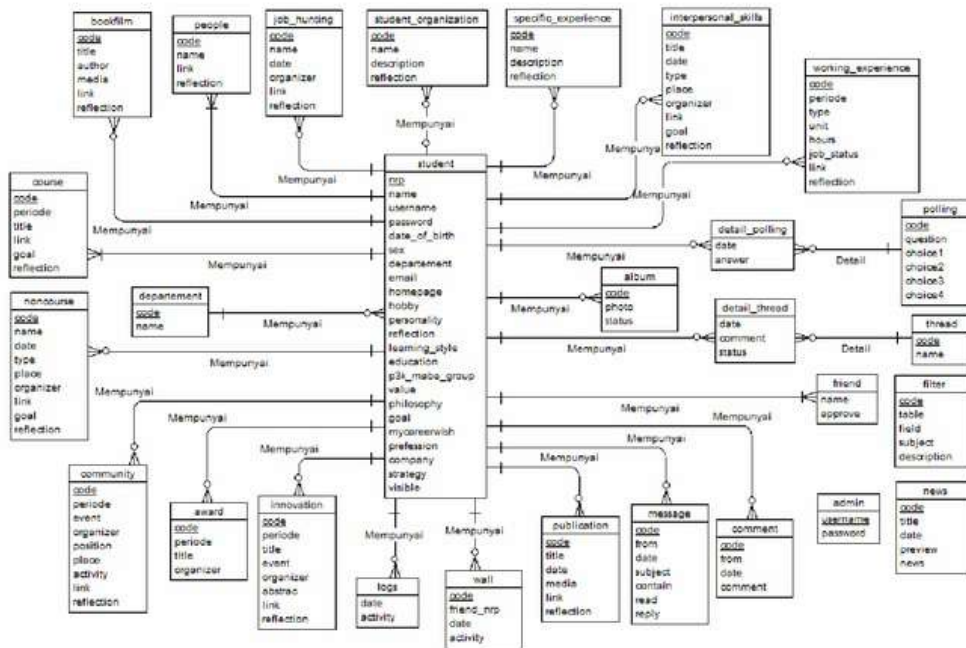 bookfilm
code
title
author
media
link
reflection
people
code
name
link
reflection
job_hunting
code
name
date
organizer
link
reflection
student_organization
code
name
description
reflection
specific_experience
code
name
description
reflection
interpersonal_skills
code
title
date
type
place
organizer
link
goal
reflection
working_experience
code
periode
type
unit
hours
job_status
link
reflection
Mempunyai
Mempunyai
Mempunyai
Mempunyai
Mempunyai
Mempunyai
Mempunyai
Mempunyai
course
code
periode
title
link
goal
reflection
Mempunyai
student
nrp
name
username
password
date_of_birth
sex
departement
email
homepage
hobby
personality
reflection
learning_style
education
p3k_maba_group
value
philosophy
goal
mycareerwish
prefession
company
strategy
visible
Mempunyai
detail_polling
date
answer
Detail
polling
code
question
choice1
choice2
choice3
choice4
departement
code
name
Mempunyai
Mempunyai
album
code
photo
status
noncourse
code
name
date
type
place
organizer
link
goal
reflection
Mempunyai
Mempunyai
detail_thread
date
comment
status
Detail
thread
code
name
Mempunyai
friend
name
approve
filter
code
table
field
subject
description
Mempunyai
Mempunyai
Mempunyai
Mempunyai
Mempunyai
Mempunyai
Mempunyai
Mempunyai
community
code
periode
event
organizer
position
place
activity
link
reflection
award
code
periode
title
organizer
innovation
code
periode
title
event
organizer
abstrac
link
reflection
logs
date
activity
wall
code
friend_nrp
date
activity
publication
code
title
date
media
link
reflection
message
code
from
date
subject
contain
read
reply
comment
code
from
date
comment
admin
username
password
news
code
title
date
preview
news